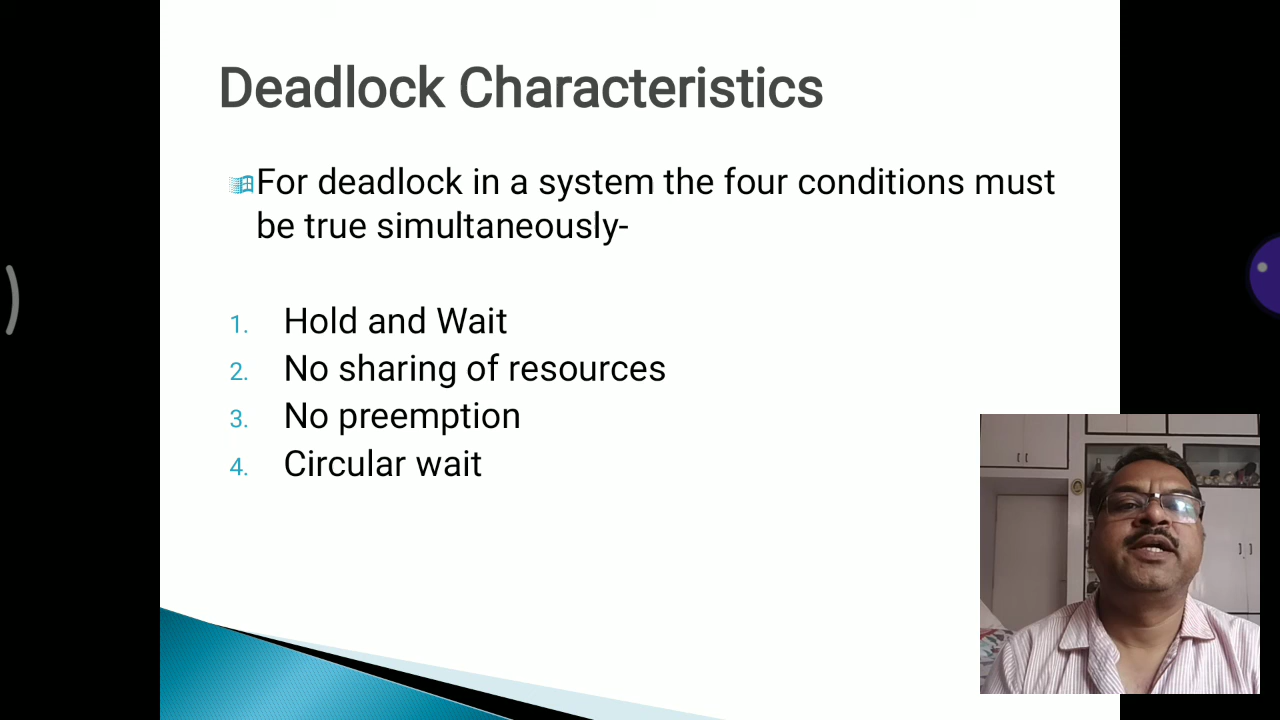 Deadlock Characteristics
For deadlock in a system the four conditions must
be true simultaneously-
1. Hold and Wait
2. No sharing of resources
3. No preemption
4. Circular wait